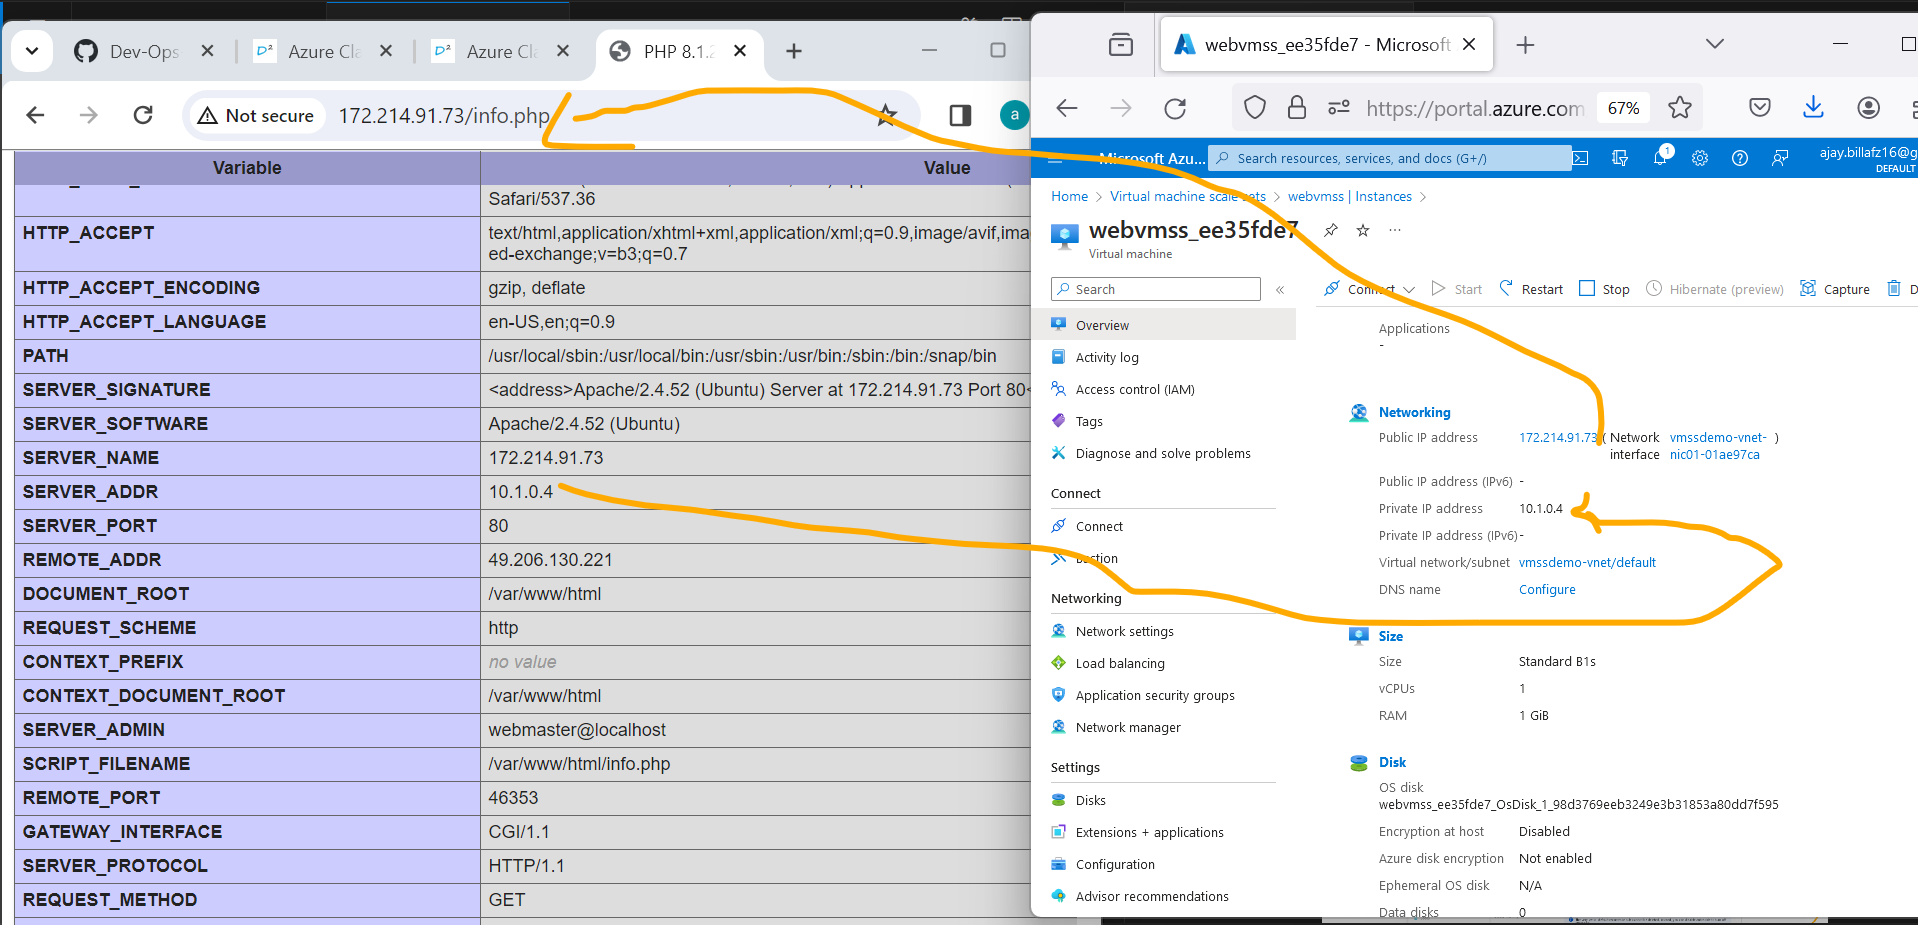 Dev-Ops
Azure Cla
Azure Cla
PHP 8.1.2
Not secure
172.214.91.73/info.php
a
Variable Value
Safari/537.36
HTTP_ACCEPT text/html,application/xhtml+xml,application/xml;q=0.9,image/avif,ima
ed-exchange;v=b3;q=0.7
HTTP_ACCEPT_ENCODING gzip, deflate
HTTP_ACCEPT_LANGUAGE en-US,en;q=0.9
PATH /usr/local/sbin:/usr/local/bin:/usr/sbin:/usr/bin:/sbin:/bin:/snap/bin
SERVER_SIGNATURE <address>Apache/2.4.52 (Ubuntu) Server at 172.214.91.73 Port 80<
SERVER_SOFTWARE Apache/2.4.52 (Ubuntu)
SERVER_NAME 172.214.91.73
SERVER_ADDR 10.1.0.4
SERVER_PORT 80
REMOTE_ADDR 49.206.130.221
DOCUMENT_ROOT /var/www/html
REQUEST_SCHEME http
CONTEXT_PREFIX no value
CONTEXT_DOCUMENT_ROOT /var/www/html
SERVER_ADMIN webmaster@localhost
SCRIPT_FILENAME /var/www/html/info.php
REMOTE_PORT 46353
GATEWAY_INTERFACE CGI/1.1
SERVER_PROTOCOL HTTP/1.1
REQUEST_METHOD GET
webvmss_ee35fde7 - Microsoft
https://portal.azure.com 67%
Microsoft Azu... Search resources, services, and docs (G+/) 1 ajay.billafz16@g
DEFAULT
Home > Virtual machine scale sets > webvmss | Instances >
webvmss_ee35fde7 ...
Virtual machine
Search «
Connect Start Restart Stop Hibernate (preview) Capture D
Overview
Activity log
Access control (IAM)
Tags
Diagnose and solve problems
Connect
Connect
Bastion
Networking
Network settings
Load balancing
Application security groups
Network manager
Settings
Disks
Extensions + applications
Configuration
Advisor recommendations
Applications
-
Networking
Public IP address 172.214.91.73 ( Network interface vmssdemo-vnet-nic01-01ae97ca )
Public IP address (IPv6) -
Private IP address 10.1.0.4
Private IP address (IPv6) -
Virtual network/subnet vmssdemo-vnet/default
DNS name Configure
Size
Size Standard B1s
vCPUs 1
RAM 1 GiB
Disk
OS disk
webvmss_ee35fde7_OsDisk_1_98d3769eeb3249e3b31853a80dd7f595
Encryption at host Disabled
Azure disk encryption Not enabled
Ephemeral OS disk N/A
Data disks 0